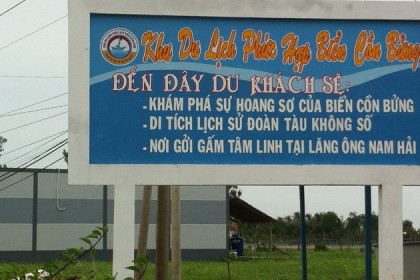 Khu Du Lịch Phức Hợp Biển Cồn Bửng
ĐẾN ĐÂY DU KHÁCH SẼ:
- KHÁM PHÁ SỰ HOANG SƠ CỦA BIỂN CỒN BỬNG
- DI TÍCH LỊCH SỬ ĐOÀN TÀU KHÔNG SỐ
- NƠI GỬI GẤM TÂM LINH TẠI LĂNG ÔNG NAM HẢI